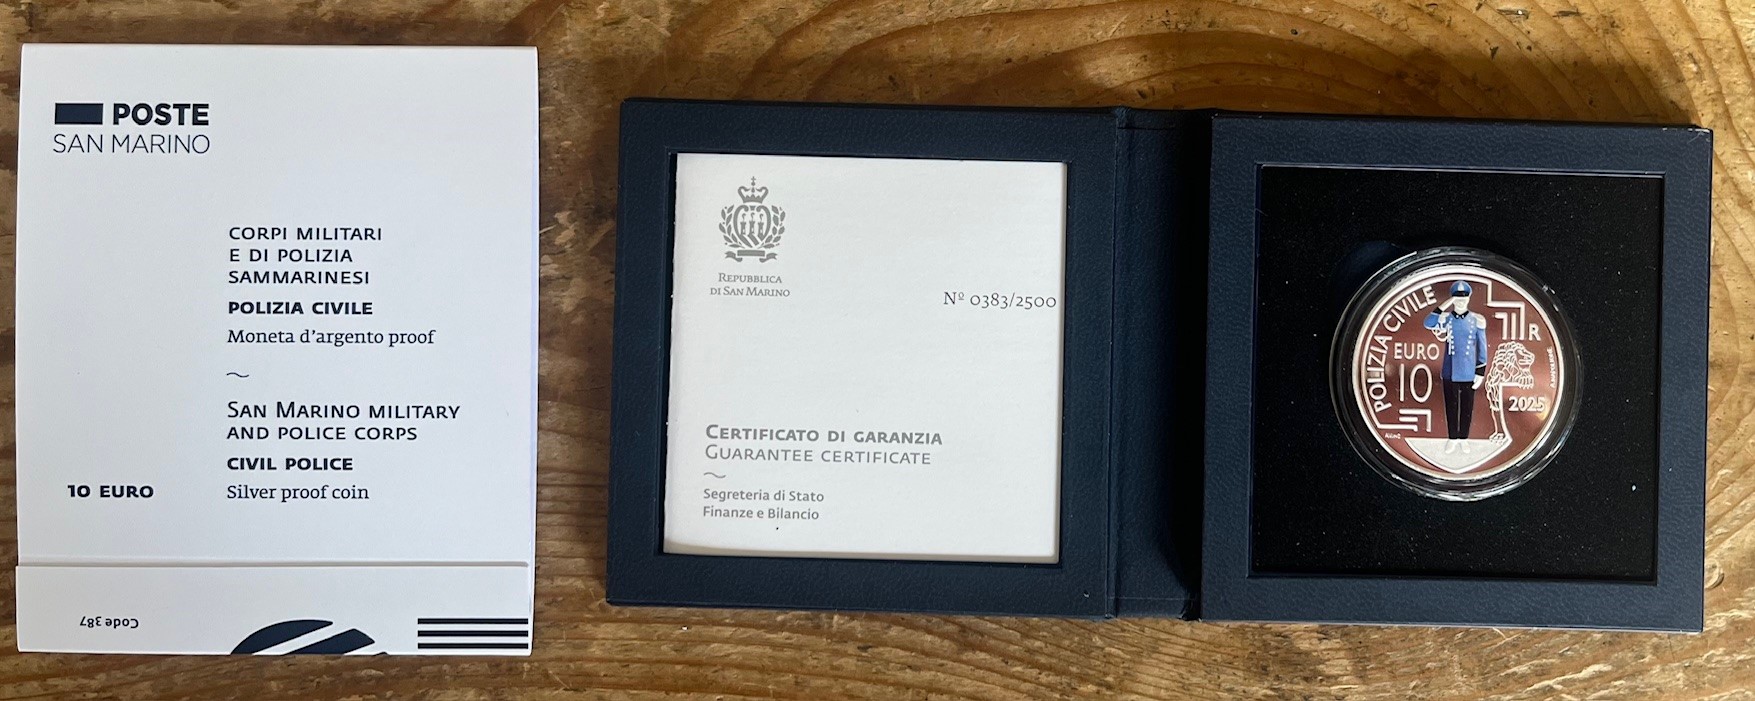 POSTE
SAN MARINO
CORPI MILITARI
E DI POLIZIA
SAMMARINESI
POLIZIA CIVILE
Moneta d'argento proof
SAN MARINO MILITARY
AND POLICE CORPS
CIVIL POLICE
10 EURO
Silver proof coin
Code 387
REPUBBLICA
DI SAN MARINO
Nº 0383/2500
CERTIFICATO DI GARANZIA
GUARANTEE CERTIFICATE
Segreteria di Stato
Finanze e Bilancio
POLIZIA CIVILE
EURO
10
R
2025